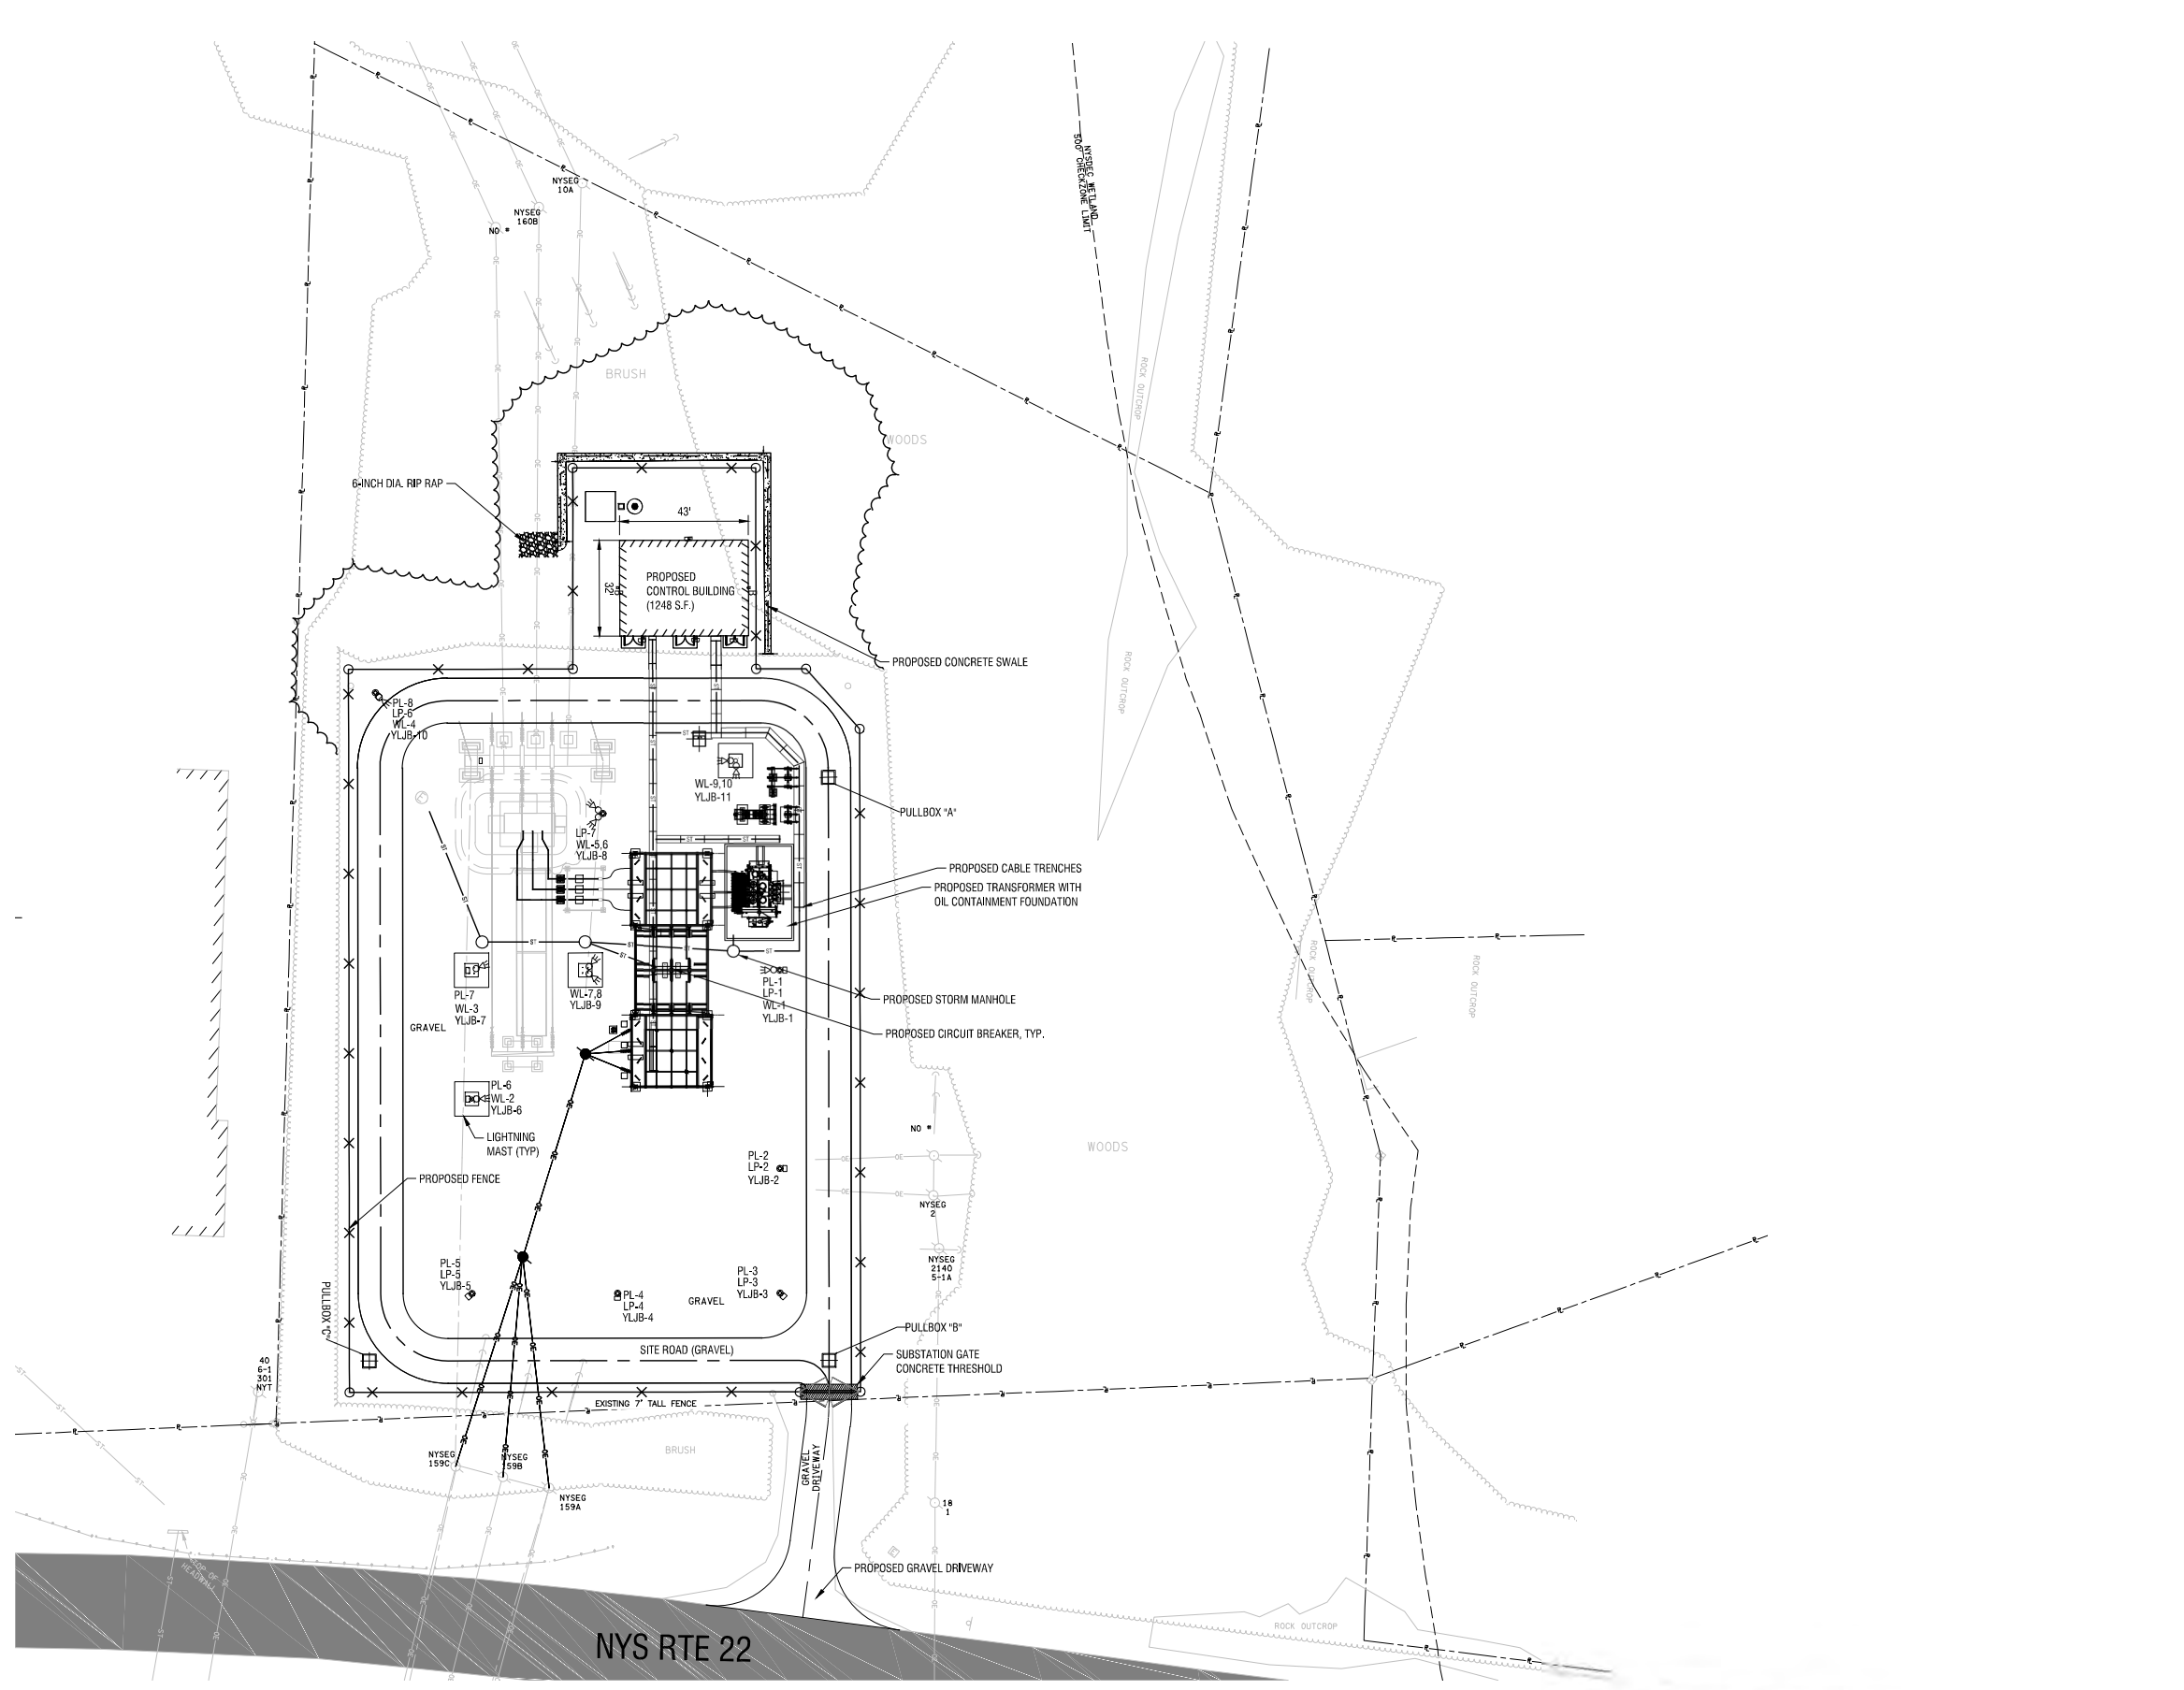 NYSDEC WETLAND
500' CHECKZONE LIMIT
NYSEG
10A
NYSEG
160B
NO #
BRUSH
ROCK OUTCROP
WOODS
6-INCH DIA. RIP RAP
43'
32'
PROPOSED
CONTROL BUILDING
(1248 S.F.)
PROPOSED CONCRETE SWALE
ROCK OUTCROP
PL-8
LP-6
WL-4
YLJB-10
WL-9,10
YLJB-11
PULLBOX "A"
LP-7
WL-5,6
YLJB-8
PROPOSED CABLE TRENCHES
PROPOSED TRANSFORMER WITH
OIL CONTAINMENT FOUNDATION
ROCK OUTCROP
ROCK OUTCROP
PL-7
WL-3
YLJB-7
WL-7,8
YLJB-9
PL-1
LP-1
WL-1
YLJB-1
PROPOSED STORM MANHOLE
GRAVEL
PROPOSED CIRCUIT BREAKER, TYP.
PL-6
WL-2
YLJB-6
LIGHTNING
MAST (TYP)
NO #
WOODS
PL-2
LP-2
YLJB-2
PROPOSED FENCE
NYSEG
2
NYSEG
2140
5-1A
PL-5
LP-5
YLJB-5
PL-4
LP-4
YLJB-4
GRAVEL
PL-3
LP-3
YLJB-3
PULLBOX "C"
PULLBOX "B"
SITE ROAD (GRAVEL)
SUBSTATION GATE
CONCRETE THRESHOLD
40
6-1
301
NYT
EXISTING 7' TALL FENCE
BRUSH
GRAVEL
DRIVEWAY
NYSEG
159C
NYSEG
159B
NYSEG
159A
18
1
TOP OF
HEADWALL
PROPOSED GRAVEL DRIVEWAY
ROCK OUTCROP
NYS RTE 22